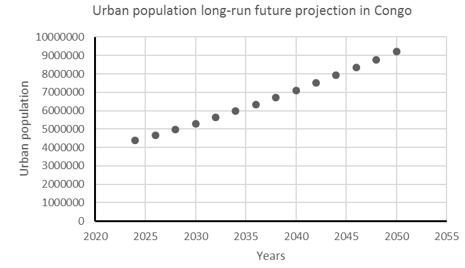 Urban population long-run future projection in Congo
10000000
9000000
8000000
7000000
6000000
5000000
4000000
3000000
2000000
1000000
0
Urban population
2020 2025 2030 2035 2040 2045 2050 2055
Years